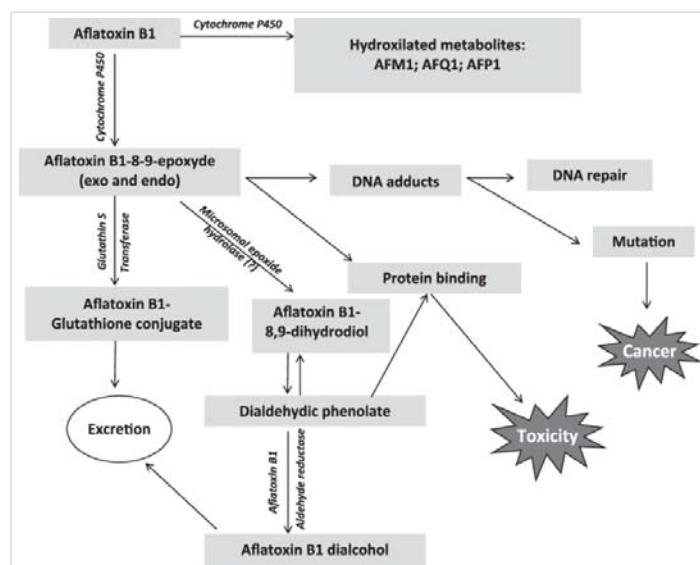 Aflatoxin B1
Cytochrome P450
Hydroxilated metabolites:
AFM1; AFQ1; AFP1
Cytochrome P450
Aflatoxin B1-8-9-epoxyde
(exo and endo)
DNA adducts
DNA repair
Glutathin S
Transferase
Microsomal epoxide
hydrolase (?)
Mutation
Protein binding
Aflatoxin B1-
Glutathione conjugate
Aflatoxin B1-
8,9-dihydrodiol
Cancer
Excretion
Dialdehydic phenolate
Toxicity
Aflatoxin B1
Aldehyde reductase
Aflatoxin B1 dialcohol